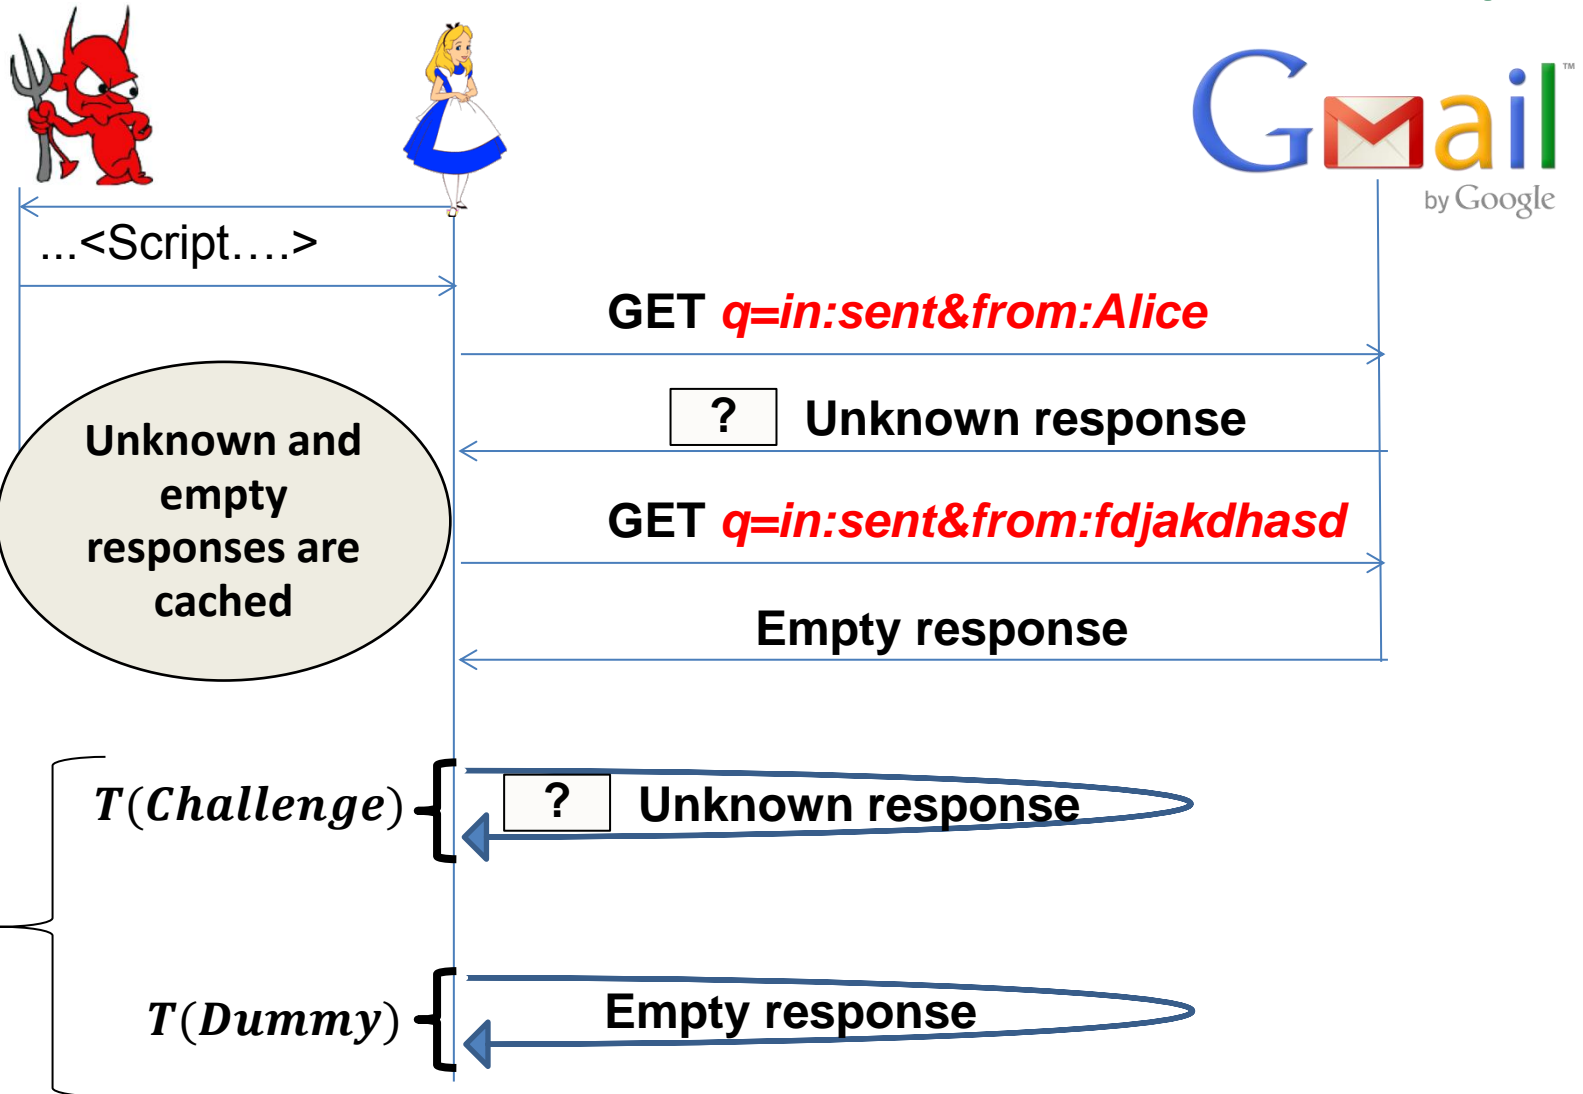 Gmail™
by Google
...<Script….>
GET q=in:sent&from:Alice
? Unknown response
Unknown and
empty
responses are
cached
GET q=in:sent&from:fdjakdhasd
Empty response
T(Challenge)
? Unknown response
T(Dummy)
Empty response